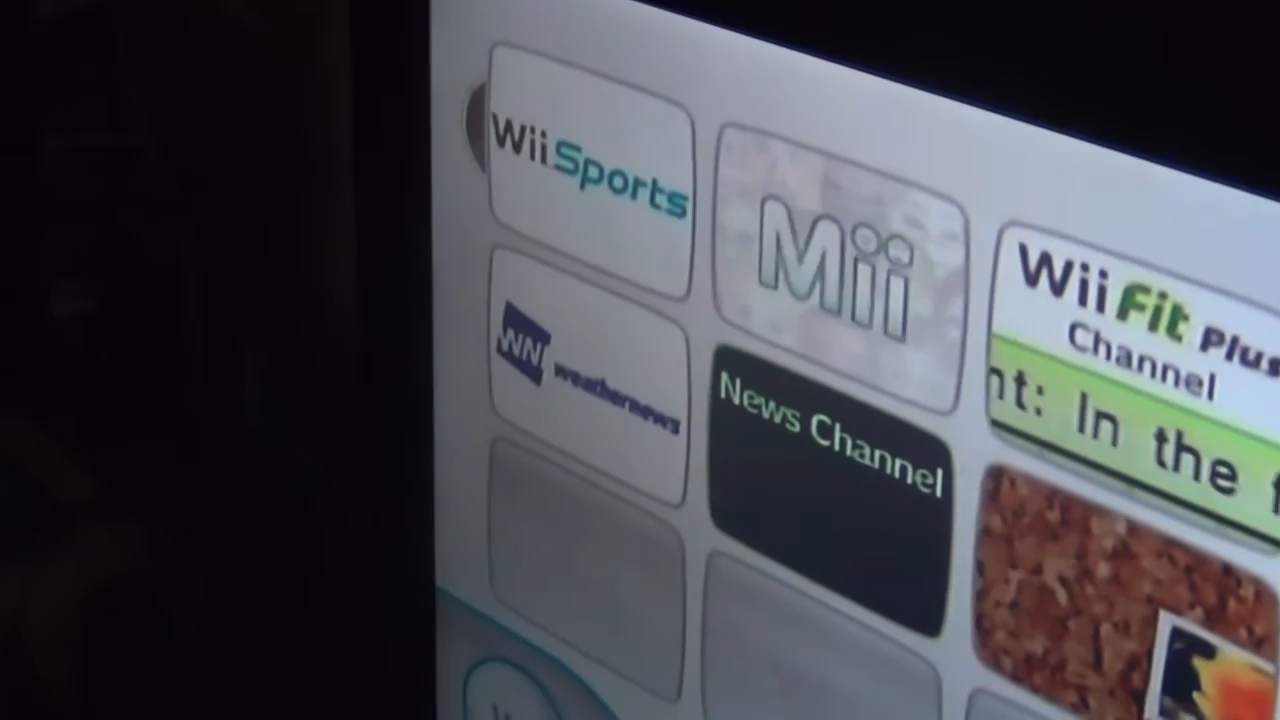 Wii Sports
Mii
Wii Fit Plus
Channel
nt: In the
WN
weathernews
News Channel